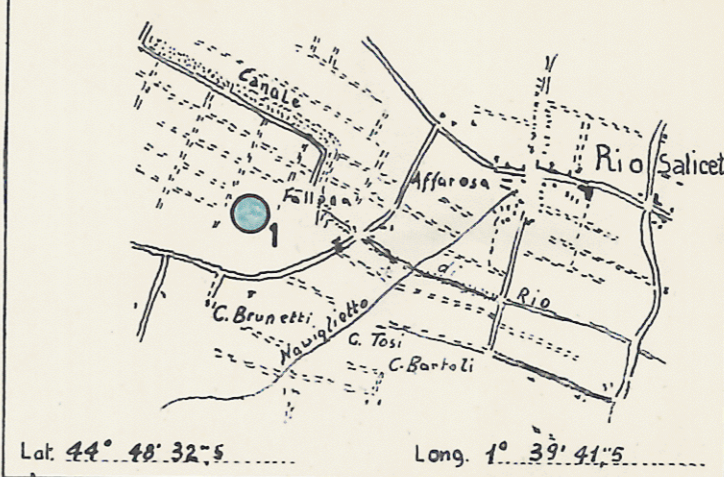 Canale
Rio Salicet
Affarosa
1
di
Rio
C. Brunetti
Naviglietto
C. Tosi
C. Bartoli
Lat. 44° 48' 32",5
Long. 1° 39' 41",5